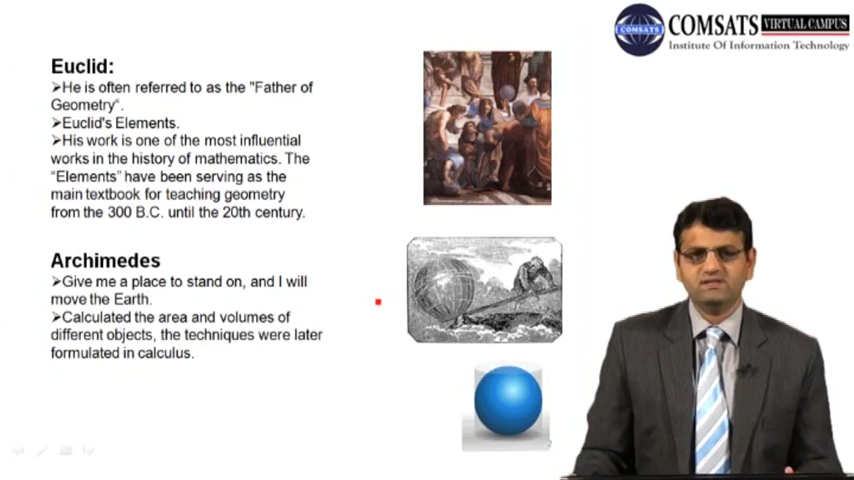 COMSATS VIRTUAL CAMPUS
Institute Of Information Technology
COMSATS
Euclid:
➢He is often referred to as the "Father of
Geometry“.
➢Euclid's Elements.
➢His work is one of the most influential
works in the history of mathematics. The
“Elements” have been serving as the
main textbook for teaching geometry
from the 300 B.C. until the 20th century.
Archimedes
➢Give me a place to stand on, and I will
move the Earth.
➢Calculated the area and volumes of
different objects, the techniques were later
formulated in calculus.
2